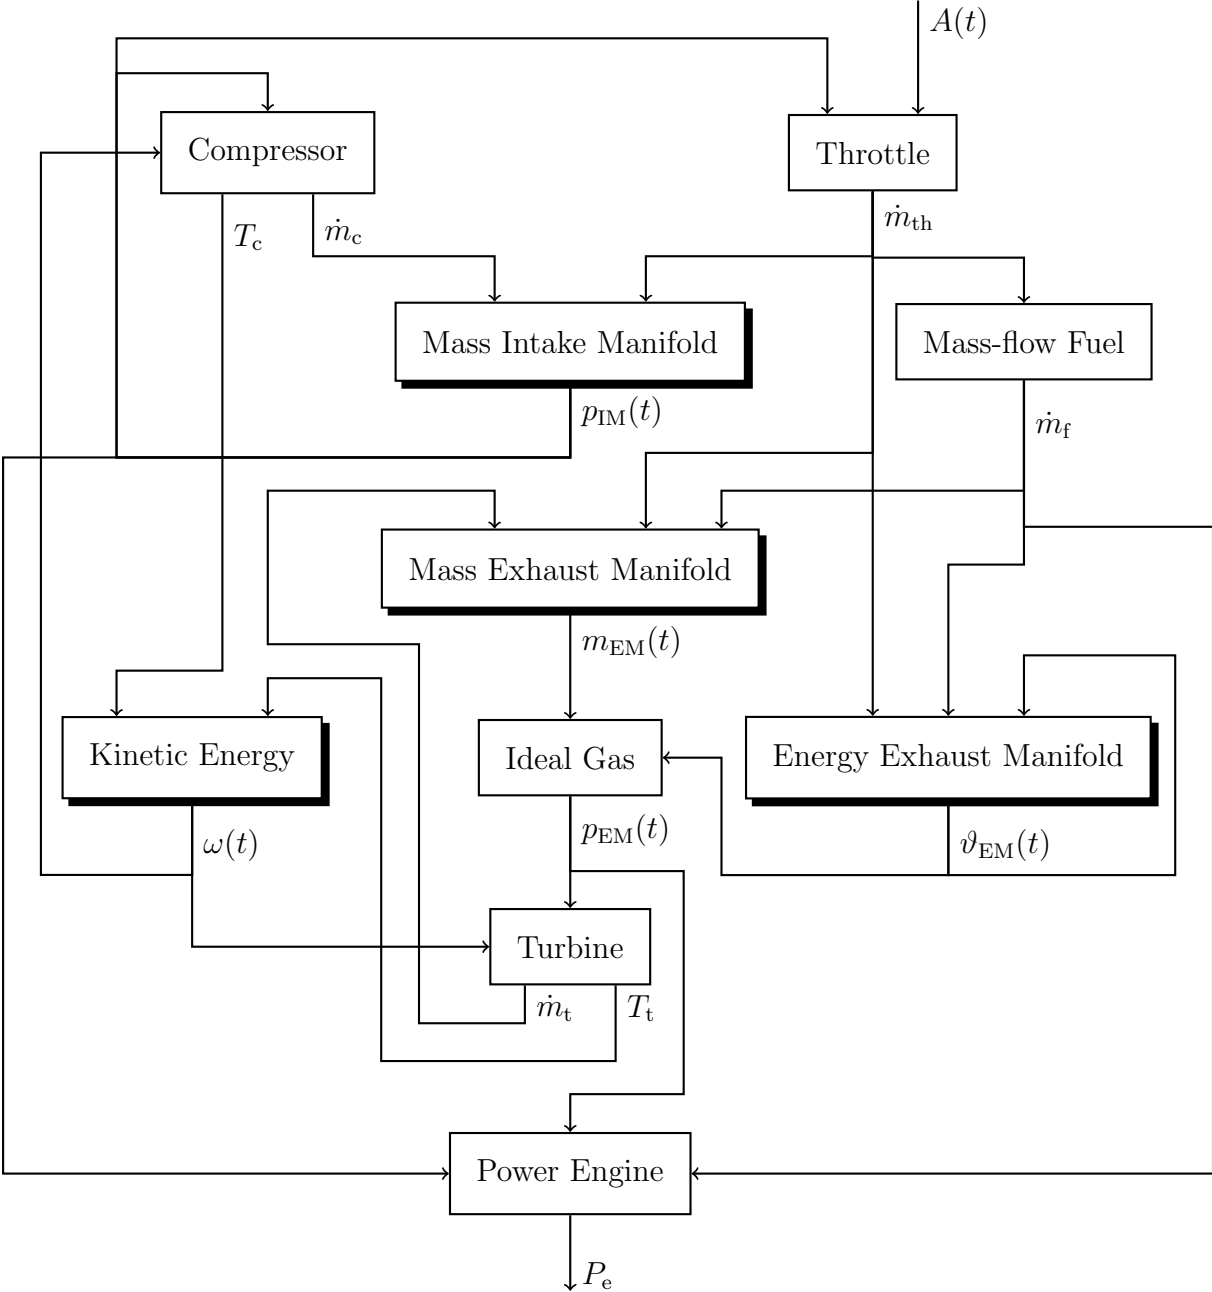 A(t)
Compressor
Throttle
ṁ_th
T_c
ṁ_c
Mass Intake Manifold
Mass-flow Fuel
p_IM(t)
ṁ_f
Mass Exhaust Manifold
m_EM(t)
Kinetic Energy
Ideal Gas
Energy Exhaust Manifold
ω(t)
p_EM(t)
ϑ_EM(t)
Turbine
ṁ_t
T_t
Power Engine
P_e